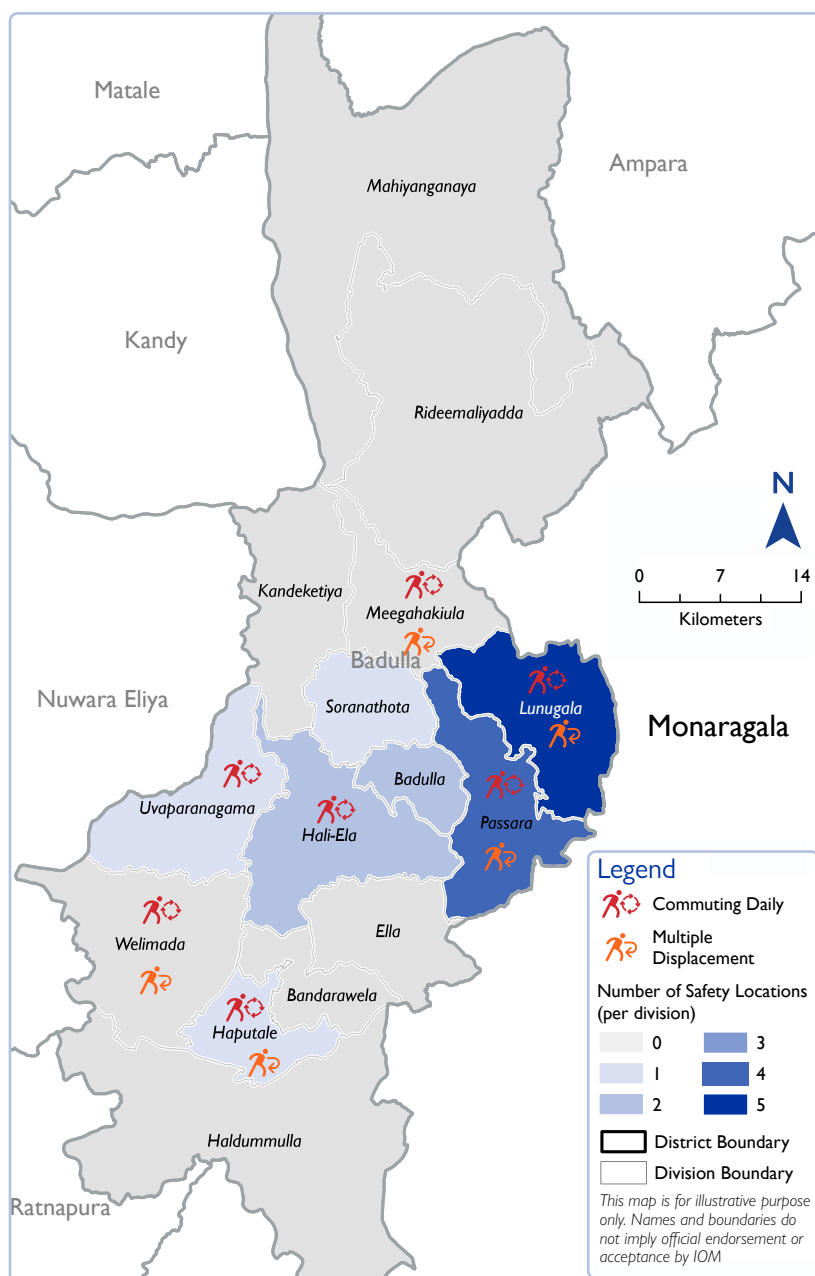 Matale
Ampara
Mahiyanganaya
Kandy
Rideemaliyadda
N
0 7 14
Kilometers
Kandeketiya
Meegahakiula
Badulla
Nuwara Eliya
Soranathota
Lunugala
Monaragala
Badulla
Uvaparanagama
Hali-Ela
Passara
Welimada
Ella
Bandarawela
Haputale
Haldummulla
Ratnapura
Legend
Commuting Daily
Multiple
Displacement
Number of Safety Locations
(per division)
0 3
1 4
2 5
District Boundary
Division Boundary
This map is for illustrative purpose
only. Names and boundaries do
not imply official endorsement or
acceptance by IOM